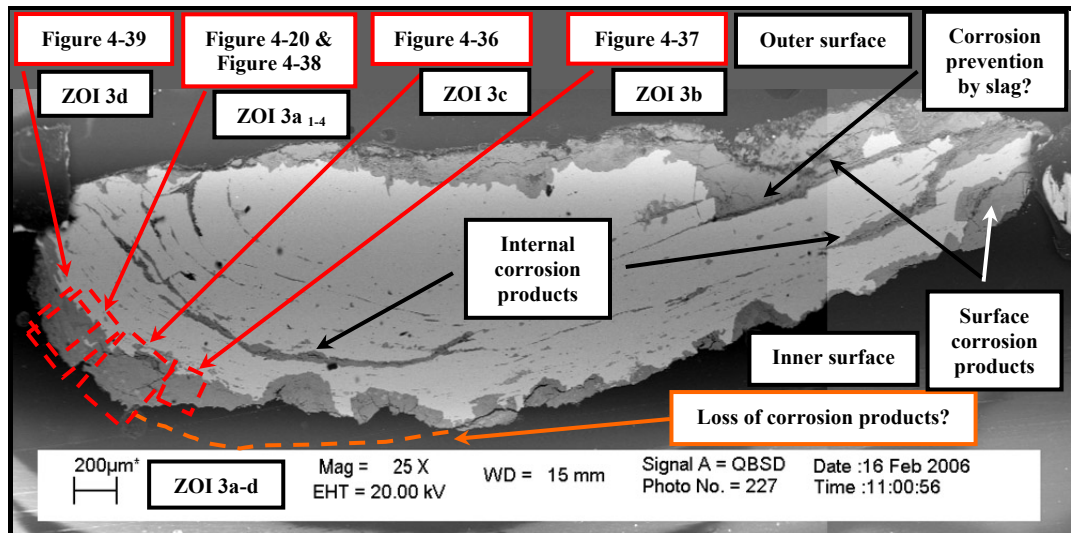 Figure 4-39
Figure 4-20 &
Figure 4-38
Figure 4-36
Figure 4-37
Outer surface
Corrosion
prevention
by slag?
ZOI 3d
ZOI 3a 1-4
ZOI 3c
ZOI 3b
Internal
corrosion
products
Inner surface
Surface
corrosion
products
Loss of corrosion products?
200µm*
ZOI 3a-d
Mag = 25 X
EHT = 20.00 kV
WD = 15 mm
Signal A = QBSD
Photo No. = 227
Date :16 Feb 2006
Time :11:00:56